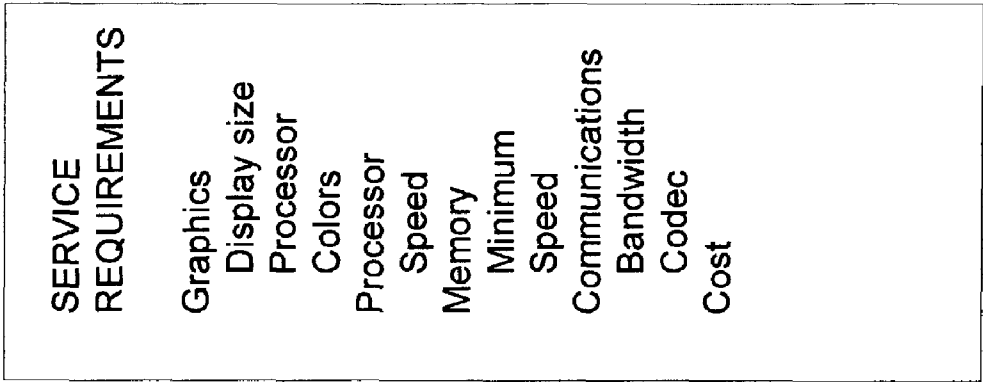 SERVICE
REQUIREMENTS
Graphics
Display size
Processor
Colors
Processor
Speed
Memory
Minimum
Speed
Communications
Bandwidth
Codec
Cost